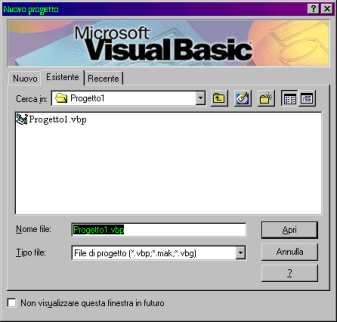 Nuovo progetto
Microsoft
Visual Basic
Nuovo Esistente Recente
Cerca in: Progetto1
Progetto1.vbp
Nome file: Progetto1.vbp Apri
Tipo file: File di progetto (*.vbp;*.mak;*.vbg) Annulla
?
Non visualizzare questa finestra in futuro